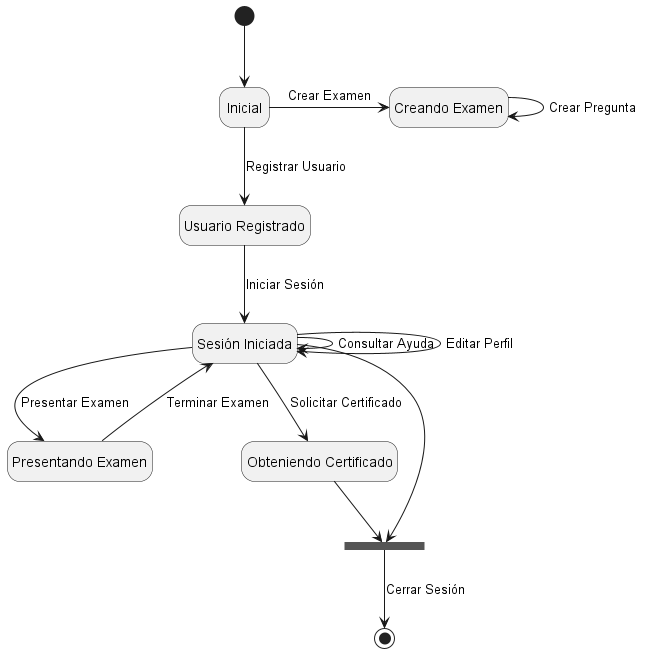 Inicial
Crear Examen
Creando Examen
Crear Pregunta
Registrar Usuario
Usuario Registrado
Iniciar Sesión
Sesión Iniciada
Consultar Ayuda
Editar Perfil
Presentar Examen
Terminar Examen
Solicitar Certificado
Presentando Examen
Obteniendo Certificado
Cerrar Sesión